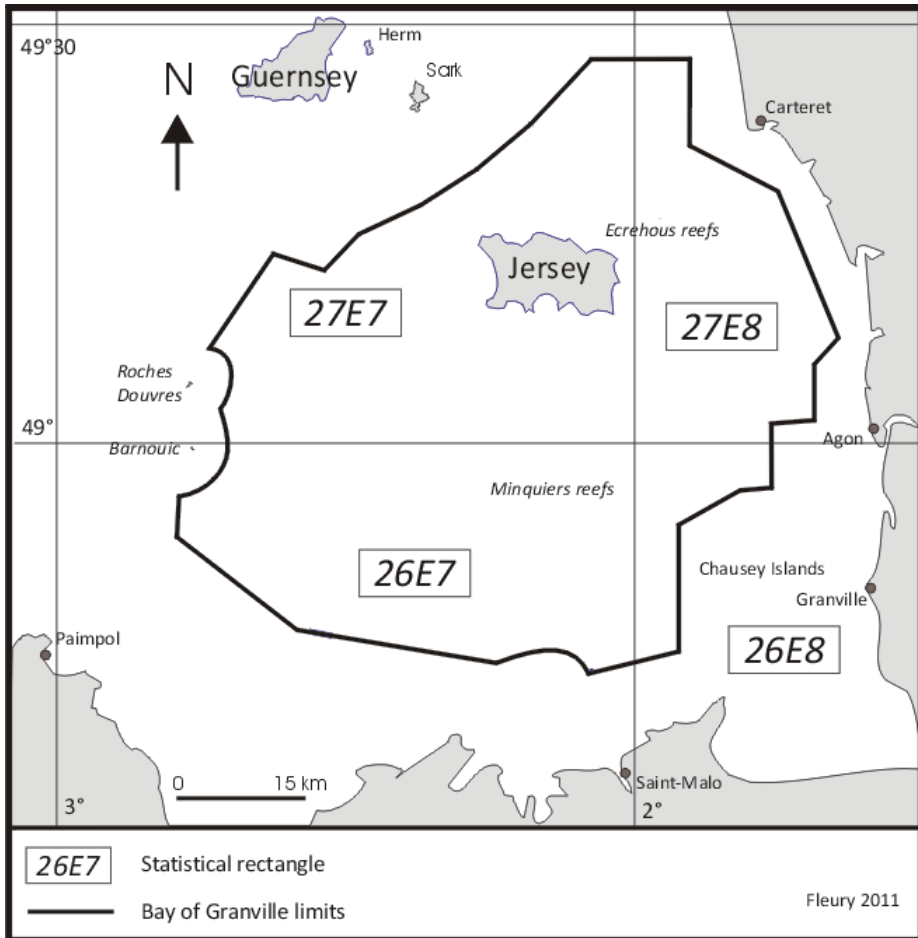 49°30
Herm
Guernsey
Sark
N
Carteret
Ecrehous reefs
Jersey
27E7
27E8
Roches
Douvres
49°
Agon
Barnouic
Minquiers reefs
26E7
Chausey Islands
Granville
Paimpol
26E8
0 15 km
Saint-Malo
3°
2°
26E7 Statistical rectangle
Bay of Granville limits
Fleury 2011